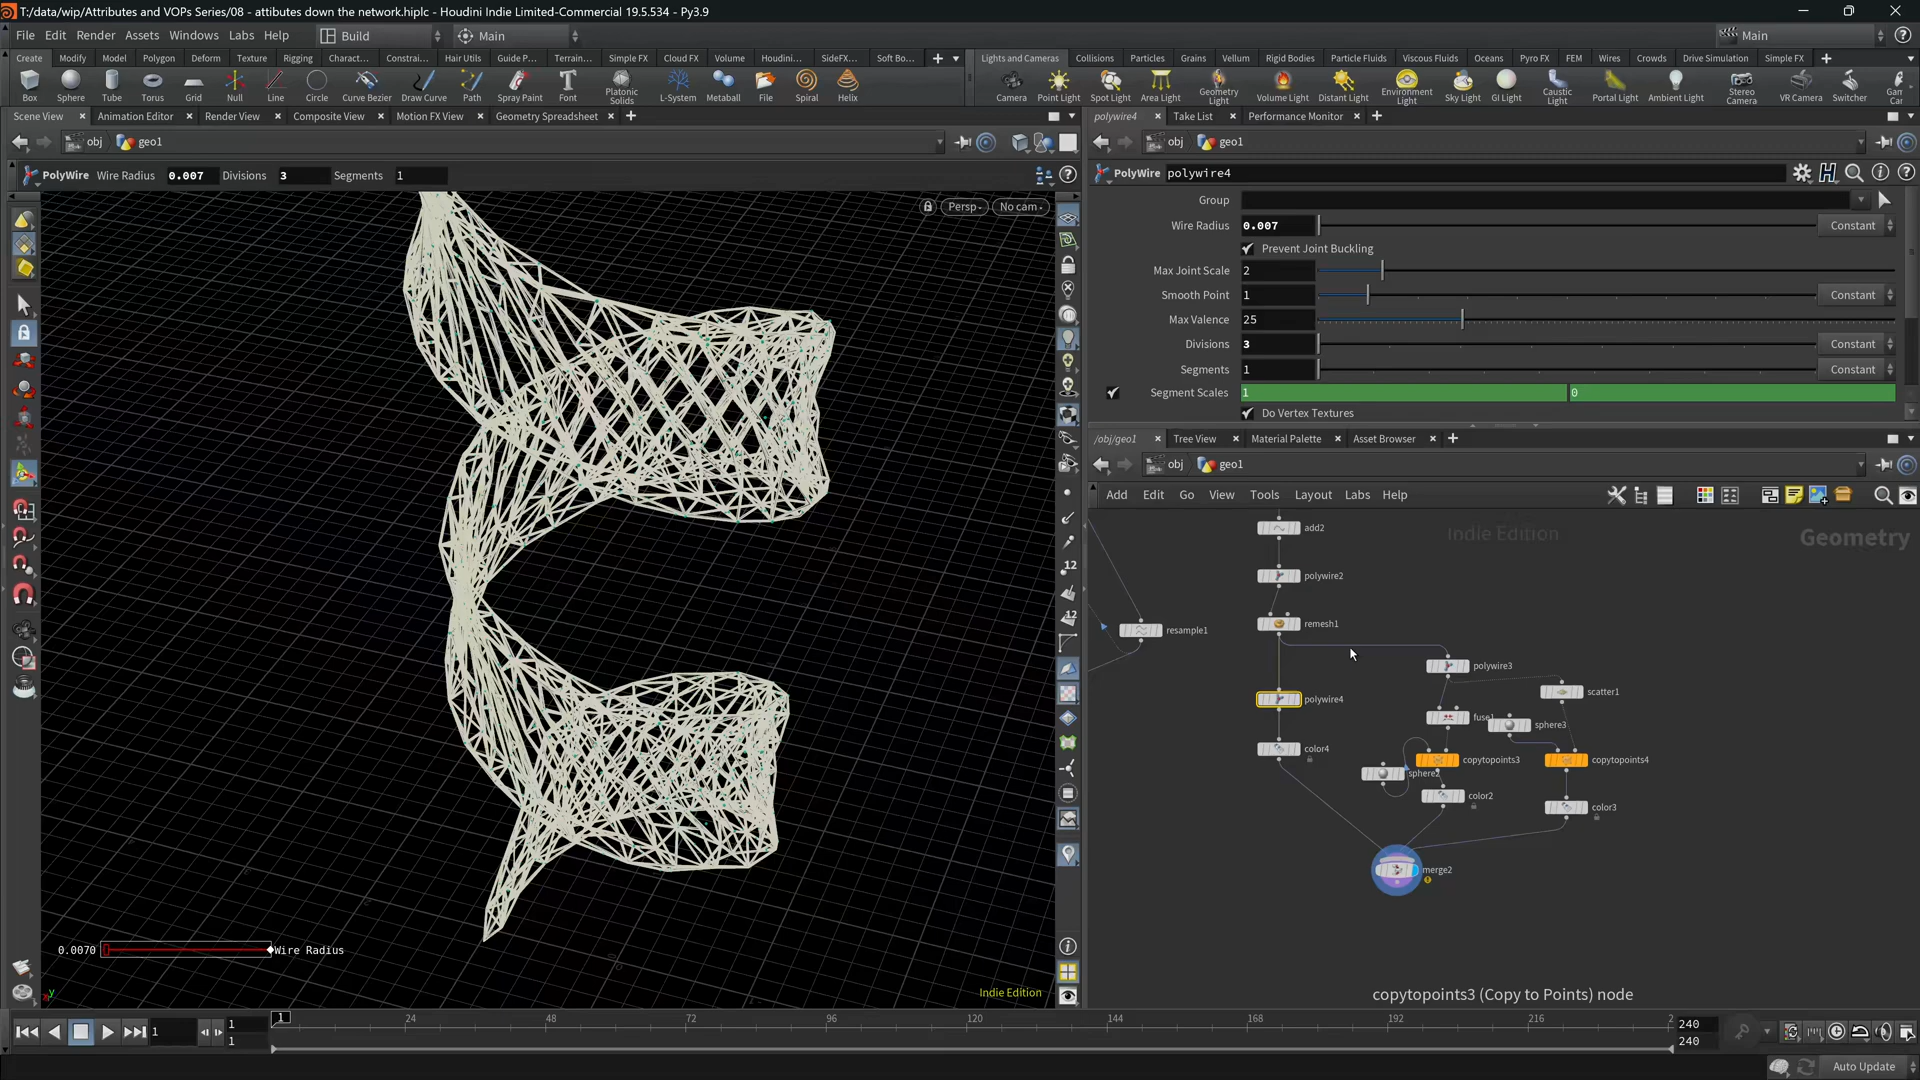 T:/data/wip/Attributes and VOPs Series/08 - attibutes down the network.hiplc - Houdini Indie Limited-Commercial 19.5.534 - Py3.9
File Edit Render Assets Windows Labs Help Build Main Main
Create Modify Model Polygon Deform Texture Rigging Charact... Constrai... Hair Utils Guide P... Terrain... Simple FX Cloud FX Volume Houdini... SideFX... Soft Bo...
Lights and Cameras Collisions Particles Grains Vellum Rigid Bodies Particle Fluids Viscous Fluids Oceans Pyro FX FEM Wires Crowds Drive Simulation Simple FX
Box Sphere Tube Torus Grid Null Line Circle Curve Bezier Draw Curve Path Spray Paint Font Platonic Solids L-System Metaball File Spiral Helix
Camera Point Light Spot Light Area Light Geometry Light Volume Light Distant Light Environment Light Sky Light GI Light Caustic Light Portal Light Ambient Light Stereo Camera VR Camera Switcher
Scene View Animation Editor Render View Composite View Motion FX View Geometry Spreadsheet
polywire4 Take List Performance Monitor
obj geo1
obj geo1
PolyWire Wire Radius 0.007 Divisions 3 Segments 1
PolyWire polywire4
Persp No cam
Group
Wire Radius 0.007 Constant
Prevent Joint Buckling
Max Joint Scale 2
Smooth Point 1 Constant
Max Valence 25
Divisions 3 Constant
Segments 1 Constant
Segment Scales 1 0
Do Vertex Textures
/obj/geo1 Tree View Material Palette Asset Browser
obj geo1
Add Edit Go View Tools Layout Labs Help
Indie Edition
Geometry
add2
polywire2
remesh1
resample1
polywire3
scatter1
polywire4
fuse1
sphere3
color4
copytopoints3
copytopoints4
sphere2
color2
color3
merge2
12
12
0.0070 Wire Radius
Indie Edition
copytopoints3 (Copy to Points) node
1 1 1 1 24 48 72 96 120 144 168 192 216 2 240 240
Auto Update